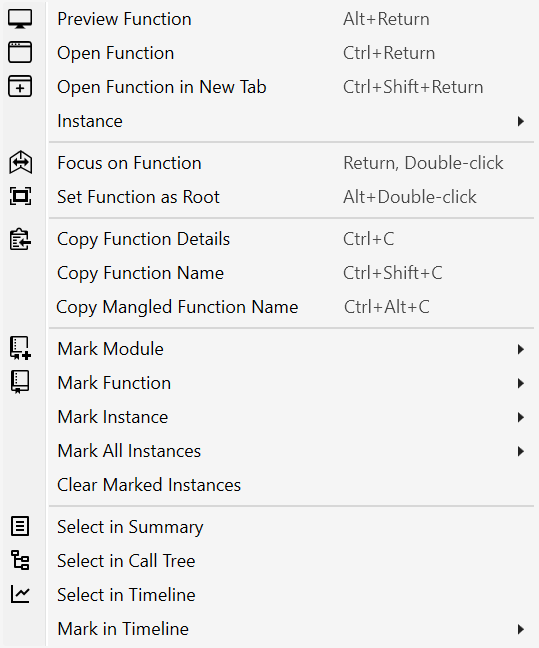 Preview Function Alt+Return
Open Function Ctrl+Return
Open Function in New Tab Ctrl+Shift+Return
Instance
Focus on Function Return, Double-click
Set Function as Root Alt+Double-click
Copy Function Details Ctrl+C
Copy Function Name Ctrl+Shift+C
Copy Mangled Function Name Ctrl+Alt+C
Mark Module
Mark Function
Mark Instance
Mark All Instances
Clear Marked Instances
Select in Summary
Select in Call Tree
Select in Timeline
Mark in Timeline